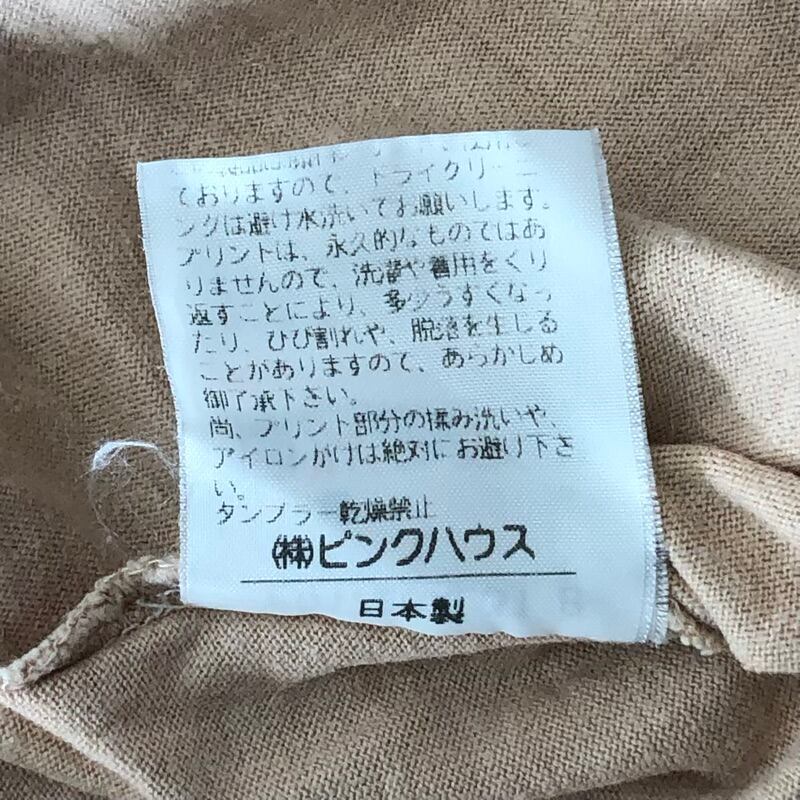 ておりますので、ドライクリーニ
ングは避け水洗いでお願いします。
プリントは、永久的なものではあ
りませんので、洗濯や着用をくり
返すことにより、多少うすくなっ
たり、ひび割れや、脱落を生じる
ことがありますので、あらかじめ
御了承下さい。
尚、プリント部分の揉み洗いや、
アイロンがけは絶対にお避け下さ
い。
タンブラー乾燥禁止
㈱ピンクハウス
日本製